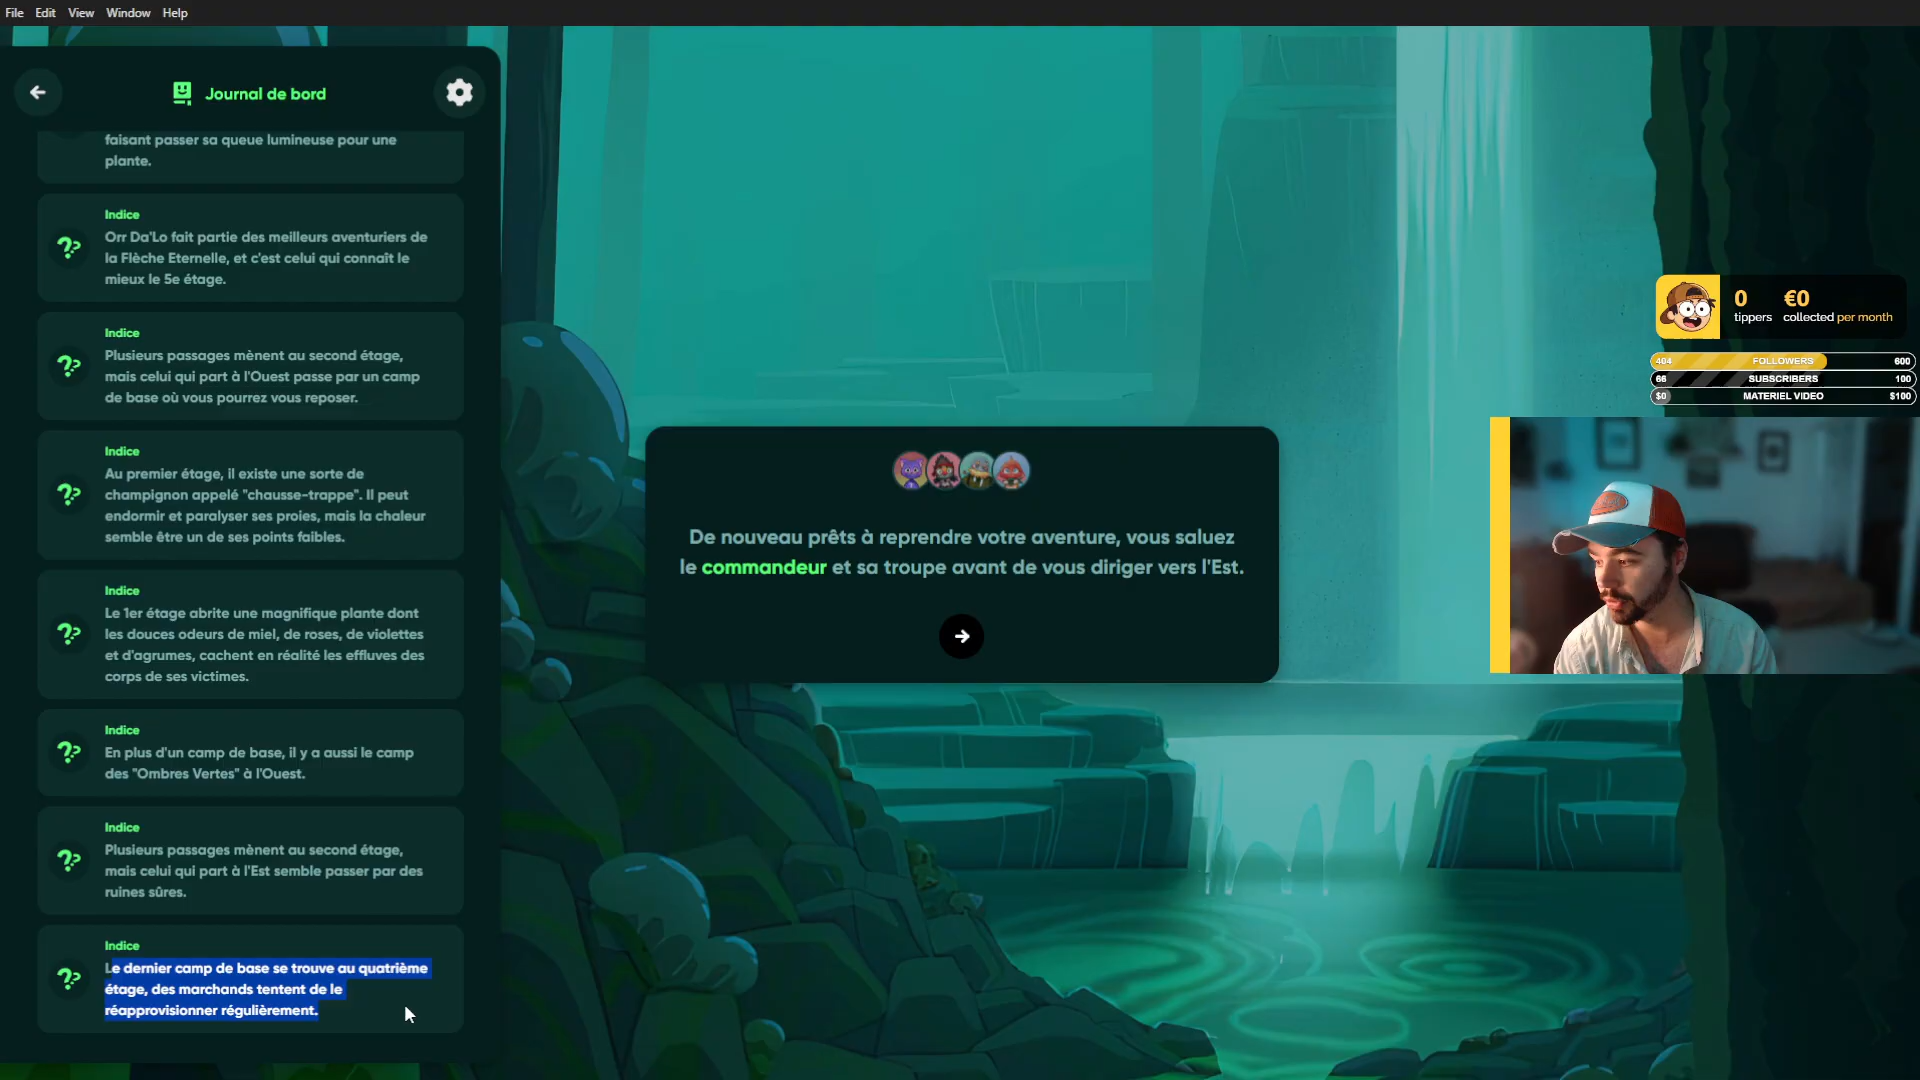 File Edit View Window Help
Journal de bord
faisant passer sa queue lumineuse pour une
plante.
Indice
Orr Da'Lo fait partie des meilleurs aventuriers de
la Flèche Eternelle, et c'est celui qui connaît le
mieux le 5e étage.
Indice
Plusieurs passages mènent au second étage,
mais celui qui part à l'Ouest passe par un camp
de base où vous pourrez vous reposer.
Indice
Au premier étage, il existe une sorte de
champignon appelé "chausse-trappe". Il peut
endormir et paralyser ses proies, mais la chaleur
semble être un de ses points faibles.
Indice
Le 1er étage abrite une magnifique plante dont
les douces odeurs de miel, de roses, de violettes
et d'agrumes, cachent en réalité les effluves des
corps de ses victimes.
Indice
En plus d'un camp de base, il y a aussi le camp
des "Ombres Vertes" à l'Ouest.
Indice
Plusieurs passages mènent au second étage,
mais celui qui part à l'Est semble passer par des
ruines sûres.
Indice
Le dernier camp de base se trouve au quatrième
étage, des marchands tentent de le
réapprovisionner régulièrement.
De nouveau prêts à reprendre votre aventure, vous saluez
le commandeur et sa troupe avant de vous diriger vers l'Est.
0 €0
tippers collected per month
404 FOLLOWERS 600
66 SUBSCRIBERS 100
$0 MATERIEL VIDEO $100